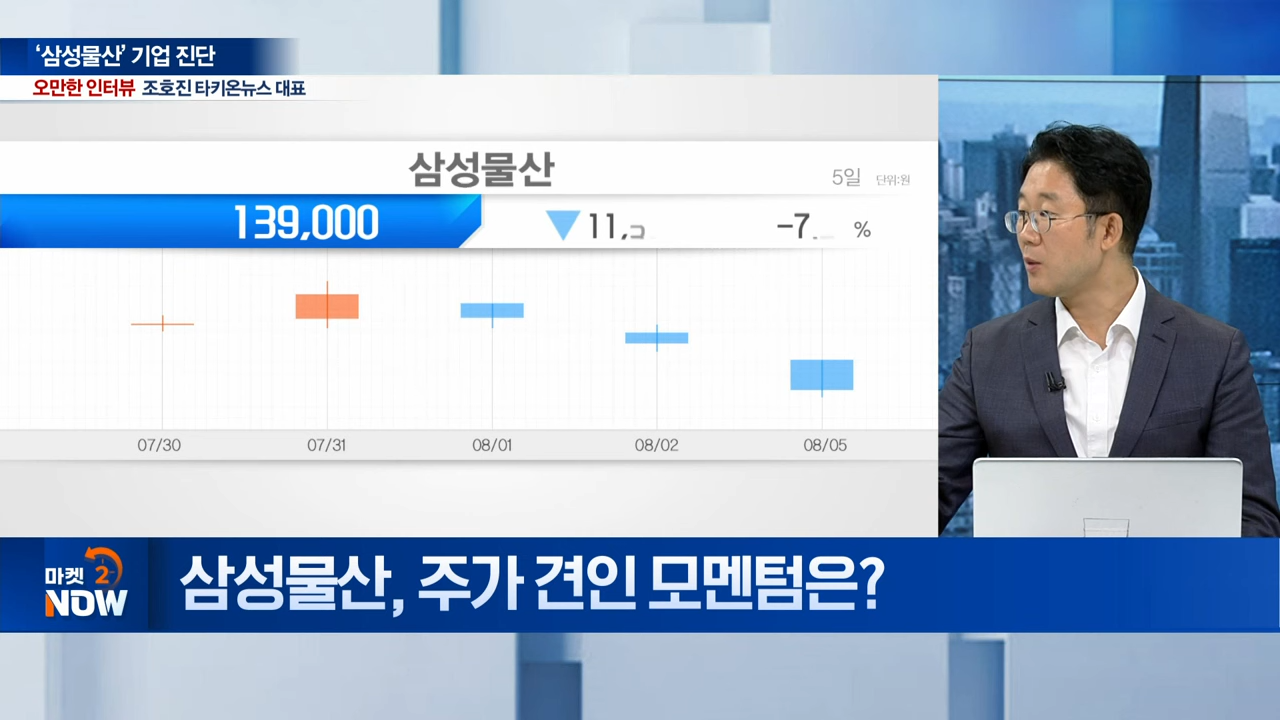 ‘삼성물산’ 기업 진단
오만한 인터뷰 조호진 타키온뉴스 대표
삼성물산
5일 단위:원
139,000 ▼ %
07/30 07/31 08/01 08/02 08/05
마켓 2
NOW
삼성물산, 주가 견인 모멘텀은?